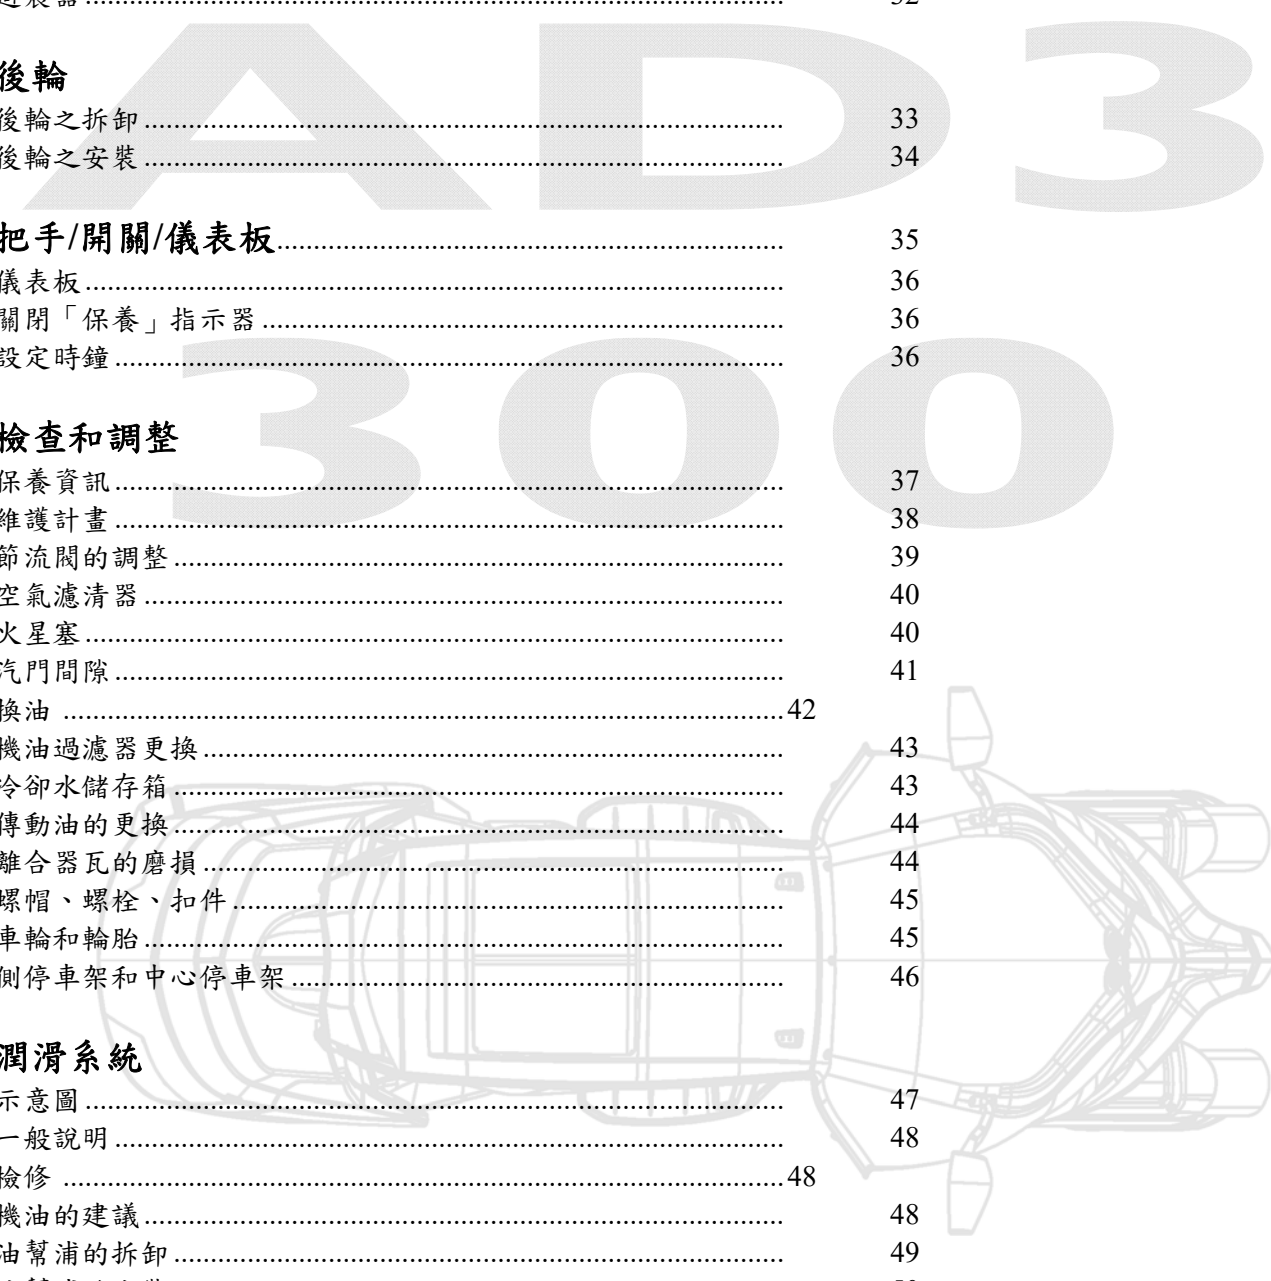 AD3
300
後輪
後輪之拆卸 33
後輪之安裝 34
把手/開關/儀表板 35
儀表板 36
關閉「保養」指示器 36
設定時鐘 36
檢查和調整
保養資訊 37
維護計畫 38
節流閥的調整 39
空氣濾清器 40
火星塞 40
汽門間隙 41
換油 42
機油過濾器更換 43
冷卻水儲存箱 43
傳動油的更換 44
離合器瓦的磨損 44
螺帽、螺栓、扣件 45
車輪和輪胎 45
側停車架和中心停車架 46
潤滑系統
示意圖 47
一般說明 48
檢修 48
機油的建議 48
油幫浦的拆卸 49